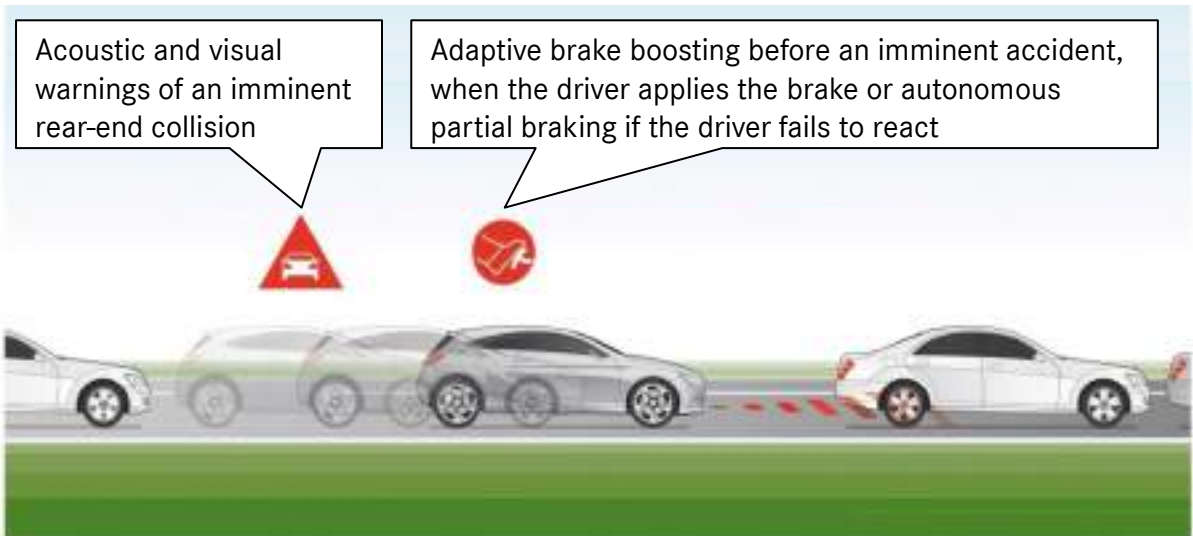 Acoustic and visual
warnings of an imminent
rear-end collision
Adaptive brake boosting before an imminent accident,
when the driver applies the brake or autonomous
partial braking if the driver fails to react